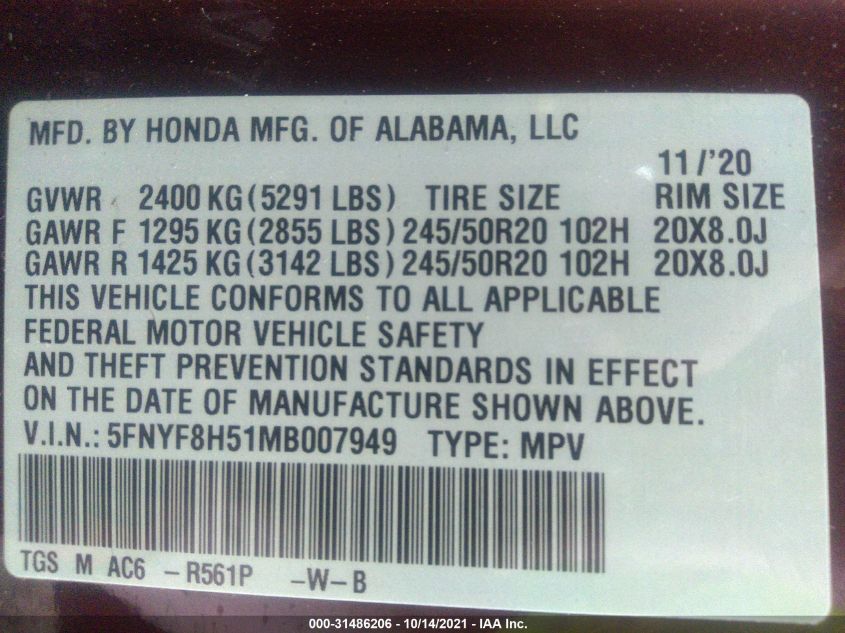 MFD. BY HONDA MFG. OF ALABAMA, LLC
11/'20
GVWR 2400 KG (5291 LBS) TIRE SIZE RIM SIZE
GAWR F 1295 KG (2855 LBS) 245/50R20 102H 20X8.0J
GAWR R 1425 KG (3142 LBS) 245/50R20 102H 20X8.0J
THIS VEHICLE CONFORMS TO ALL APPLICABLE
FEDERAL MOTOR VEHICLE SAFETY
AND THEFT PREVENTION STANDARDS IN EFFECT
ON THE DATE OF MANUFACTURE SHOWN ABOVE.
V.I.N.: 5FNYF8H51MB007949 TYPE: MPV
TGS M AC6 –R561P –W–B
000-31486206 - 10/14/2021 - IAA Inc.